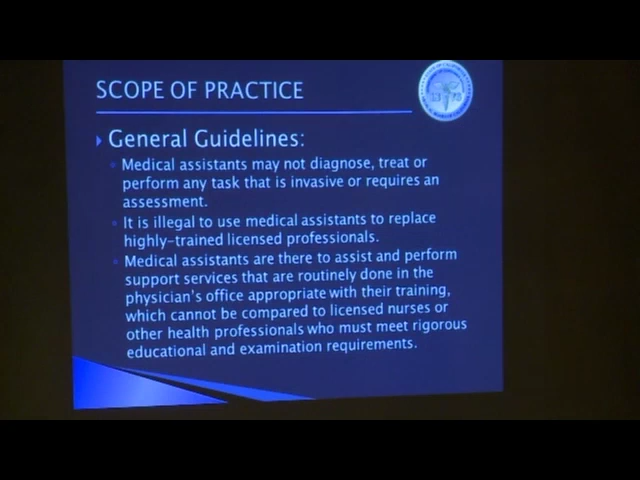 SCOPE OF PRACTICE
General Guidelines:
Medical assistants may not diagnose, treat or
perform any task that is invasive or requires an
assessment.
It is illegal to use medical assistants to replace
highly-trained licensed professionals.
Medical assistants are there to assist and perform
support services that are routinely done in the
physician's office appropriate with their training,
which cannot be compared to licensed nurses or
other health professionals who must meet rigorous
educational and examination requirements.